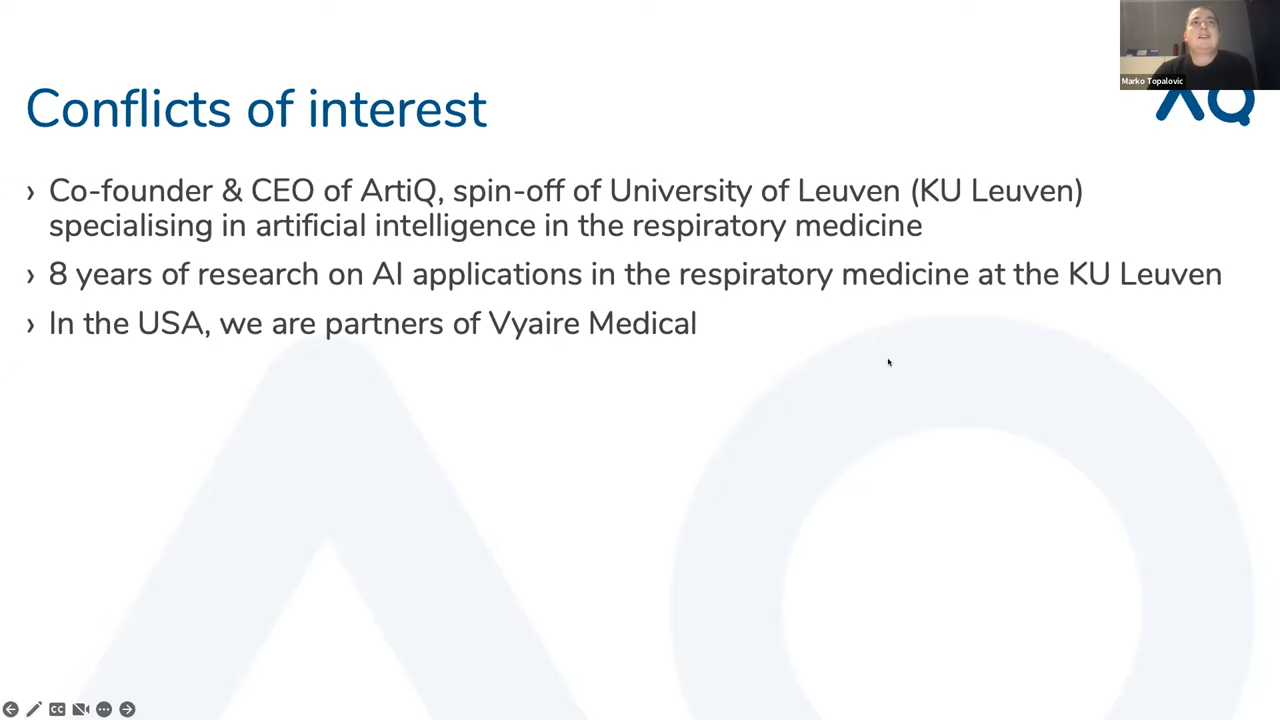 Marko Topalovic
Conflicts of interest
› Co-founder & CEO of ArtiQ, spin-off of University of Leuven (KU Leuven)
specialising in artificial intelligence in the respiratory medicine
› 8 years of research on AI applications in the respiratory medicine at the KU Leuven
› In the USA, we are partners of Vyaire Medical
CC